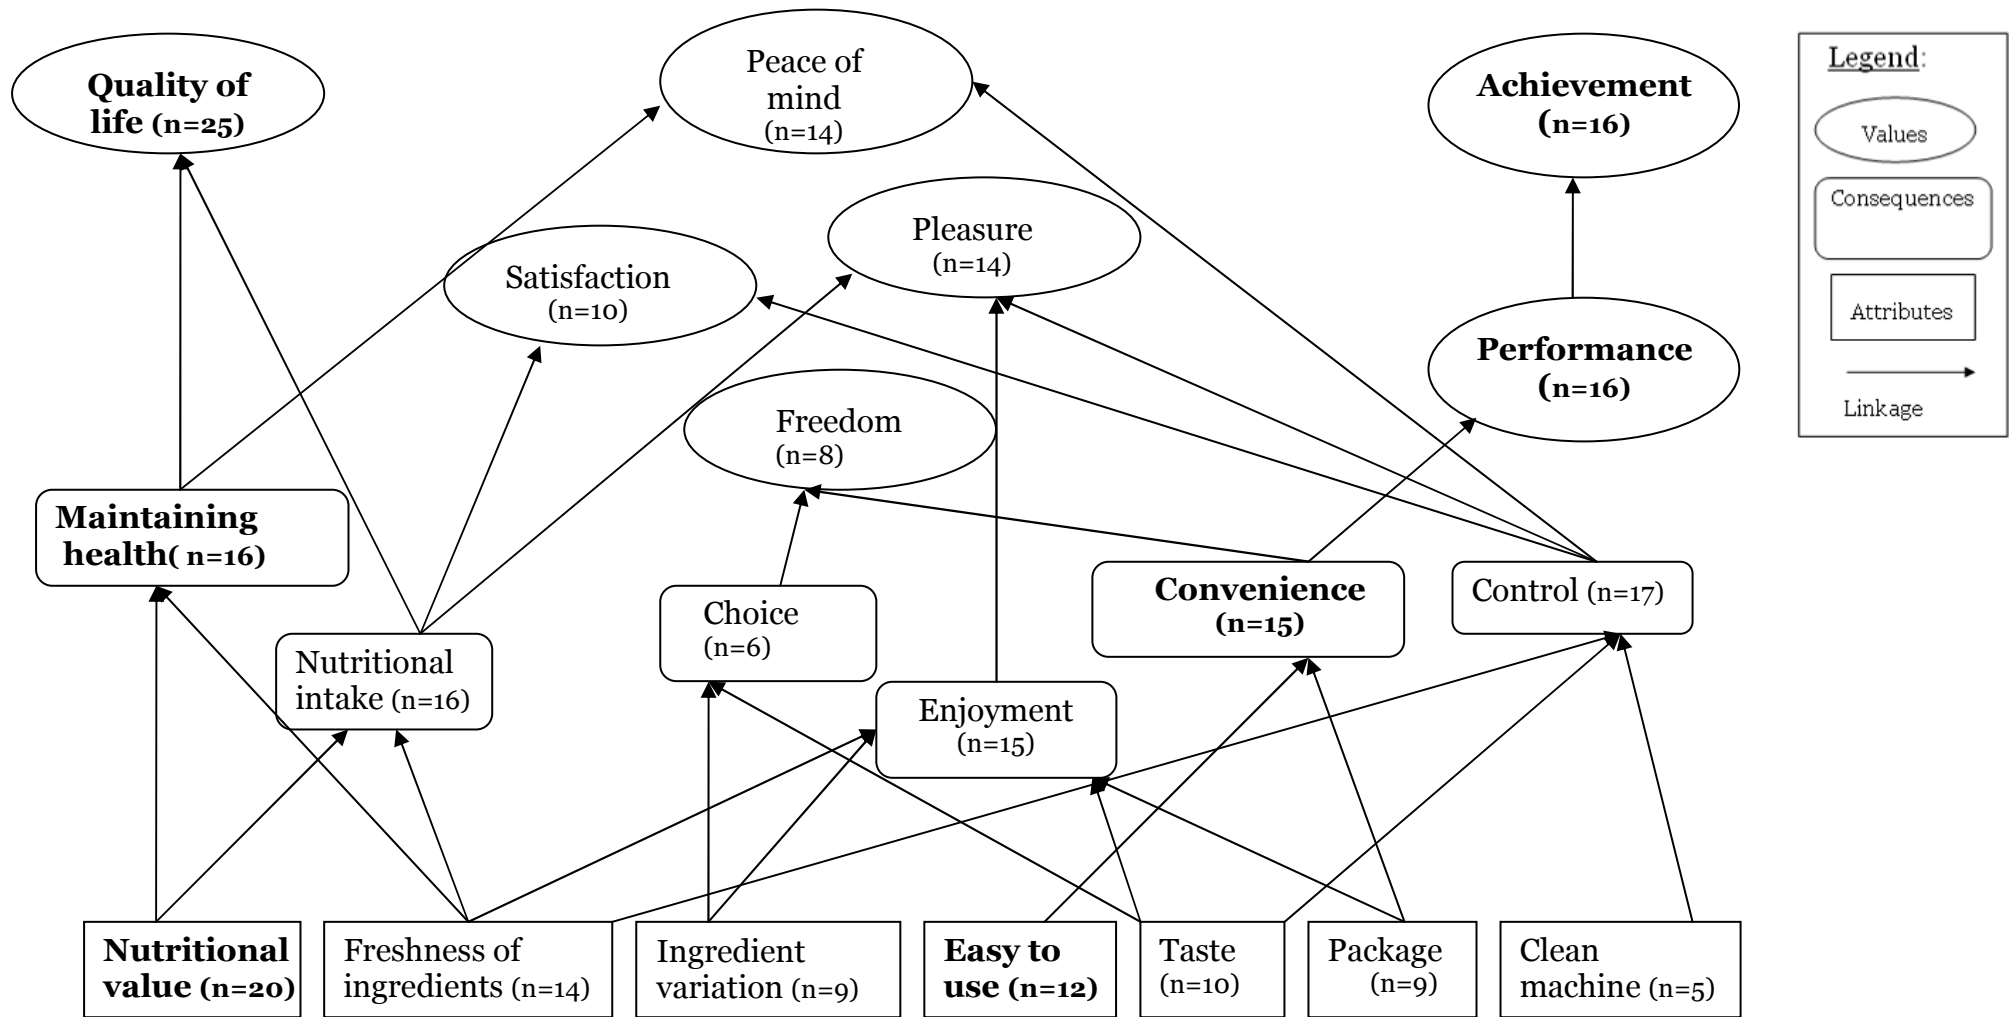 Quality of
life (n=25)
Peace of
mind
(n=14)
Achievement
(n=16)
Legend:
Values
Consequences
Attributes
Linkage
Satisfaction
(n=10)
Pleasure
(n=14)
Performance
(n=16)
Freedom
(n=8)
Maintaining
health( n=16)
Nutritional
intake (n=16)
Choice
(n=6)
Enjoyment
(n=15)
Convenience
(n=15)
Control (n=17)
Nutritional
value (n=20)
Freshness of
ingredients (n=14)
Ingredient
variation (n=9)
Easy to
use (n=12)
Taste
(n=10)
Package
(n=9)
Clean
machine (n=5)